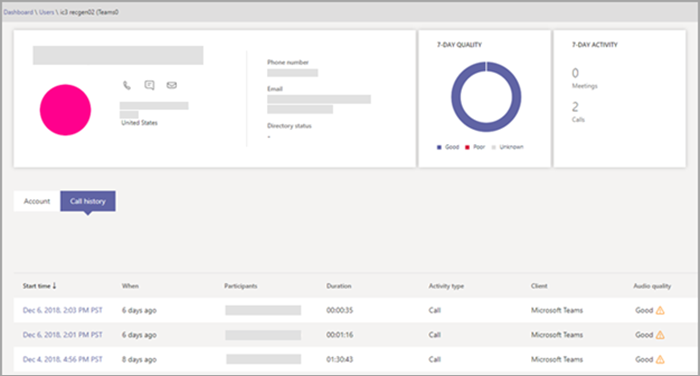 Dashboard \ Users \ ic3 recgen02 (Teams0
7-DAY QUALITY
7-DAY ACTIVITY
Phone number
Email
Directory status
-
United States
Good Poor Unknown
0
Meetings
2
Calls
Account Call history
Start time ↓ When Participants Duration Activity type Client Audio quality
Dec 6, 2018, 2:03 PM PST 6 days ago 00:00:35 Call Microsoft Teams Good
Dec 6, 2018, 2:01 PM PST 6 days ago 00:01:16 Call Microsoft Teams Good
Dec 4, 2018, 4:56 PM PST 8 days ago 01:30:43 Call Microsoft Teams Good